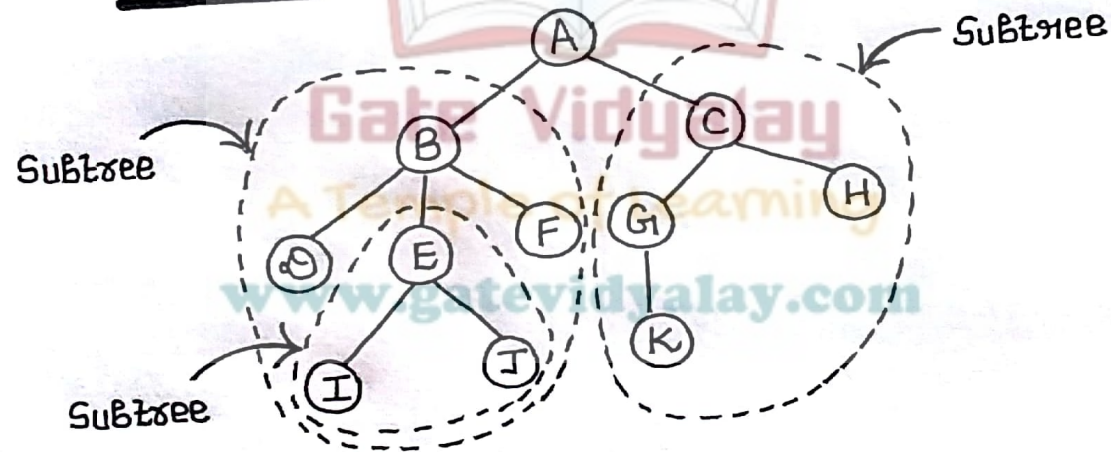 A
Subtree
Gate Vidyalay
C
B
Subtree
H
A Temple of Learning
G
F
D
E
www.gatevidyalay.com
K
J
I
Subtree